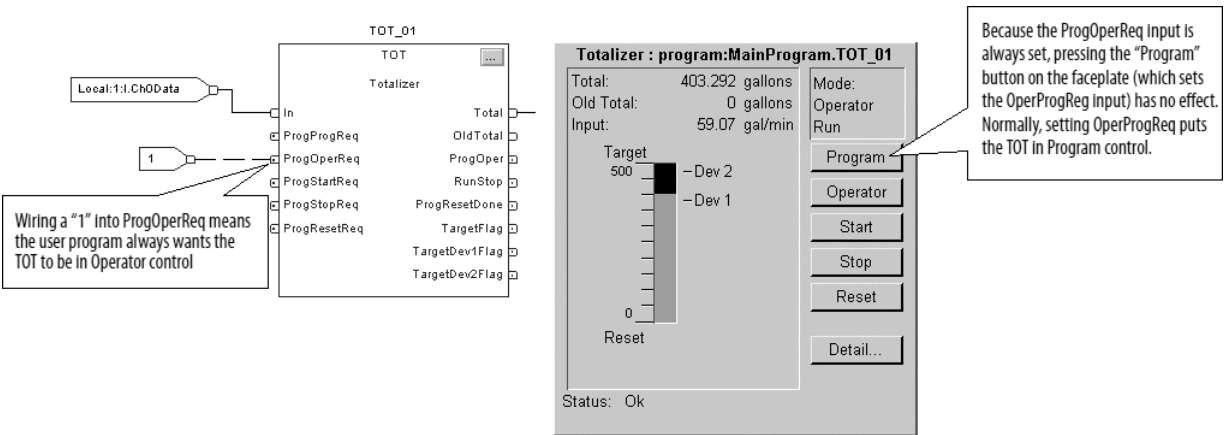 TOT_01
TOT
...
Totalizer
Local:1:I.Ch0Data
In
Total
ProgProgReq
OldTotal
1
ProgOperReq
ProgOper
ProgStartReq
RunStop
ProgStopReq
ProgResetDone
ProgResetReq
TargetFlag
TargetDev1Flag
TargetDev2Flag
Wiring a “1” into ProgOperReq means
the user program always wants the
TOT to be in Operator control
Totalizer : program:MainProgram.TOT_01
Total: 403.292 gallons
Old Total: 0 gallons
Input: 59.07 gal/min
Mode:
Operator
Run
Target
500
Dev 2
Dev 1
0
Reset
Program
Operator
Start
Stop
Reset
Detail...
Status: Ok
Because the ProgOperReq input is
always set, pressing the “Program”
button on the faceplate (which sets
the OperProgReg input) has no effect.
Normally, setting OperProgReq puts
the TOT in Program control.